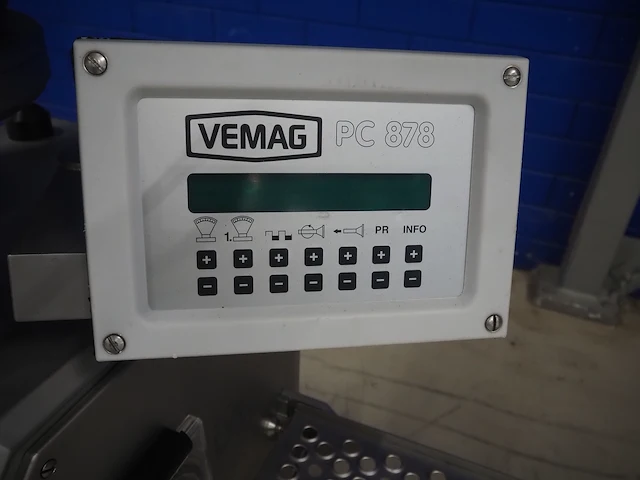 VEMAG PC 878
1.
PR INFO
+ + + + + + +
- - - - - - -